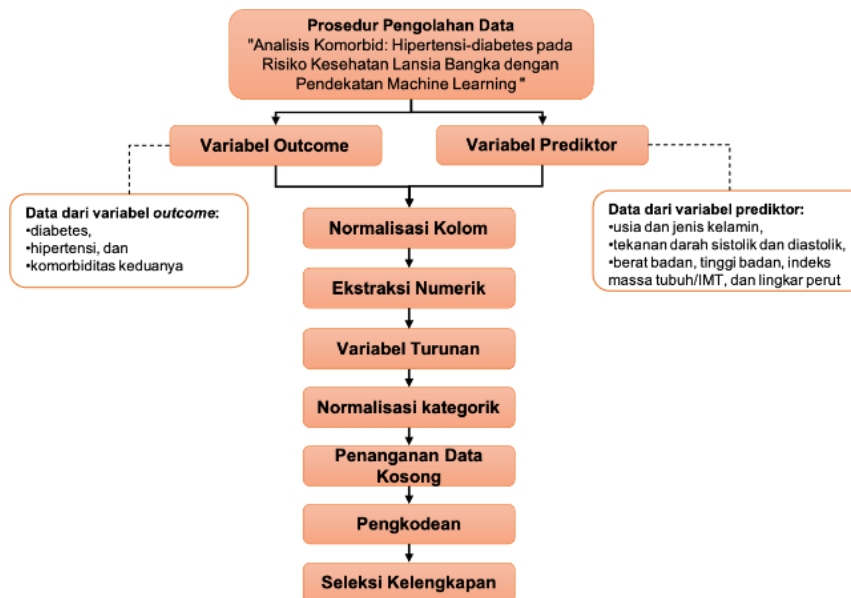 Prosedur Pengolahan Data
"Analisis Komorbid: Hipertensi-diabetes pada
Risiko Kesehatan Lansia Bangka dengan
Pendekatan Machine Learning "
Variabel Outcome
Variabel Prediktor
Data dari variabel outcome:
•diabetes,
•hipertensi, dan
•komorbiditas keduanya
Data dari variabel prediktor:
•usia dan jenis kelamin,
•tekanan darah sistolik dan diastolik,
•berat badan, tinggi badan, indeks
massa tubuh/IMT, dan lingkar perut
Normalisasi Kolom
Ekstraksi Numerik
Variabel Turunan
Normalisasi kategorik
Penanganan Data
Kosong
Pengkodean
Seleksi Kelengkapan